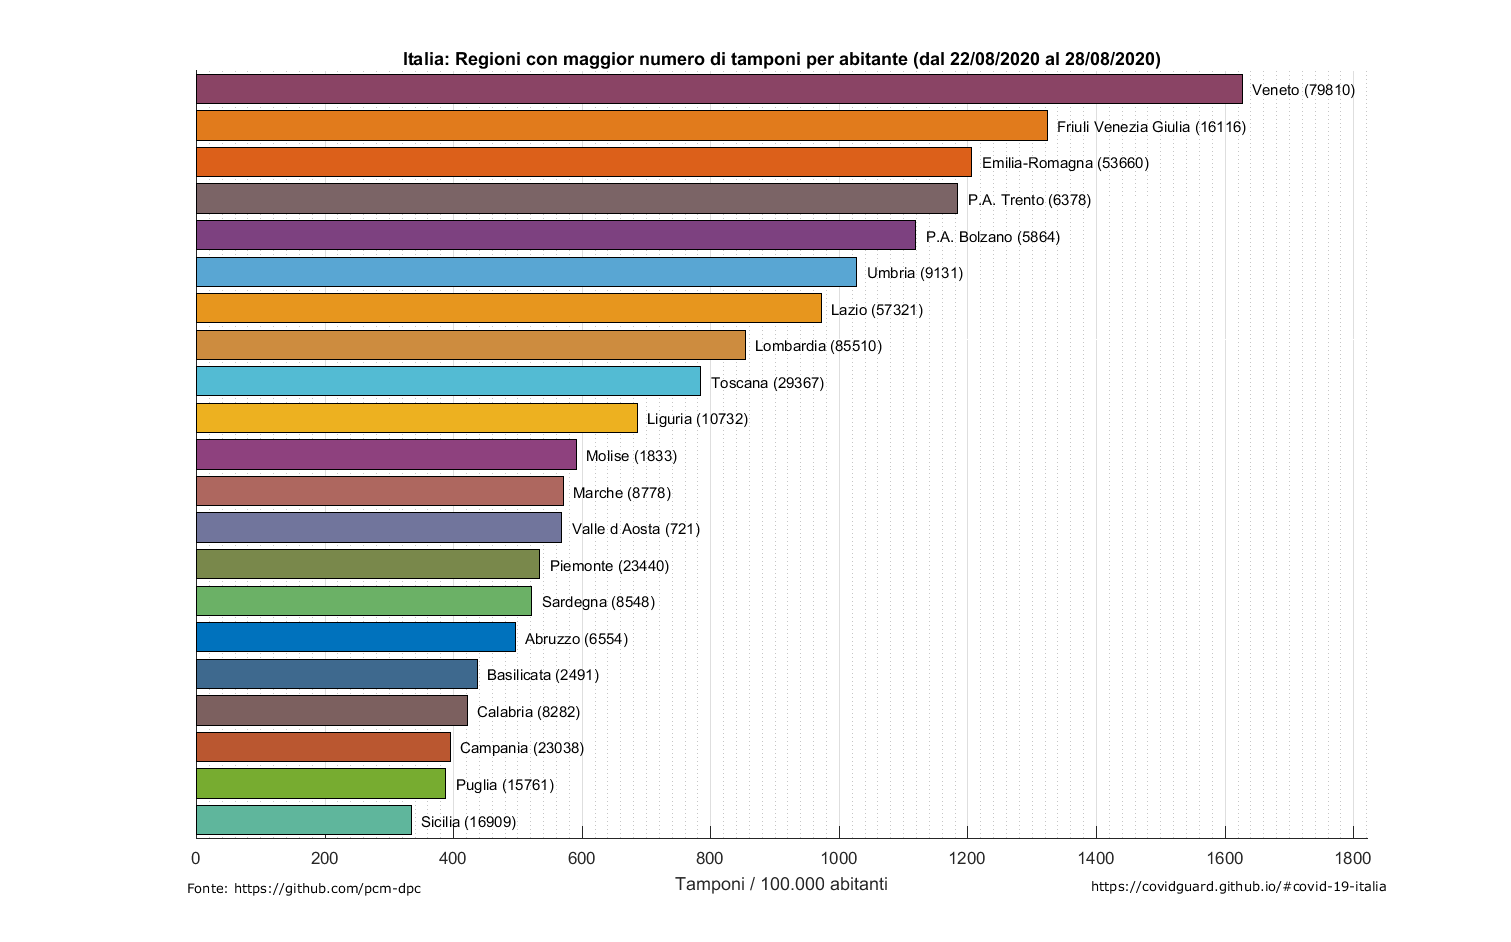 Italia: Regioni con maggior numero di tamponi per abitante (dal 22/08/2020 al 28/08/2020)
Veneto (79810)
Friuli Venezia Giulia (16116)
Emilia-Romagna (53660)
P.A. Trento (6378)
P.A. Bolzano (5864)
Umbria (9131)
Lazio (57321)
Lombardia (85510)
Toscana (29367)
Liguria (10732)
Molise (1833)
Marche (8778)
Valle d Aosta (721)
Piemonte (23440)
Sardegna (8548)
Abruzzo (6554)
Basilicata (2491)
Calabria (8282)
Campania (23038)
Puglia (15761)
Sicilia (16909)
0 200 400 600 800 1000 1200 1400 1600 1800
Tamponi / 100.000 abitanti
Fonte: https://github.com/pcm-dpc
https://covidguard.github.io/#covid-19-italia